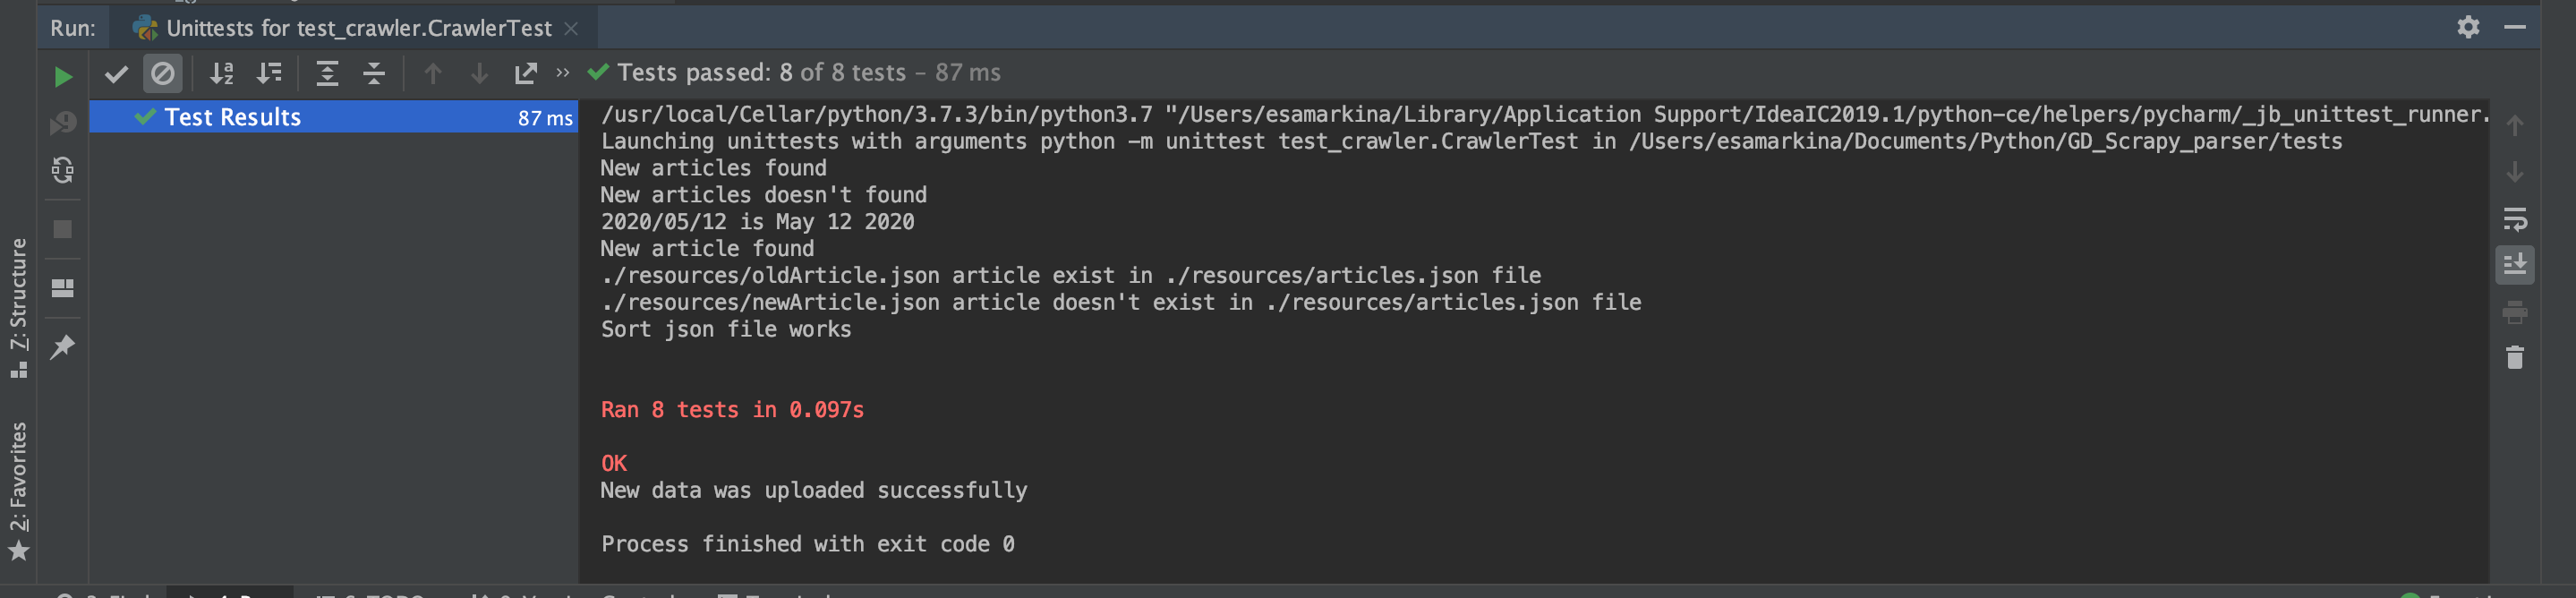 Run: Unittests for test_crawler.CrawlerTest
Tests passed: 8 of 8 tests – 87 ms
Test Results 87 ms
/usr/local/Cellar/python/3.7.3/bin/python3.7 "/Users/esamarkina/Library/Application Support/IdeaIC2019.1/python-ce/helpers/pycharm/_jb_unittest_runner.
Launching unittests with arguments python -m unittest test_crawler.CrawlerTest in /Users/esamarkina/Documents/Python/GD_Scrapy_parser/tests
New articles found
New articles doesn't found
2020/05/12 is May 12 2020
New article found
./resources/oldArticle.json article exist in ./resources/articles.json file
./resources/newArticle.json article doesn't exist in ./resources/articles.json file
Sort json file works
Ran 8 tests in 0.097s
OK
New data was uploaded successfully
Process finished with exit code 0
7: Structure
2: Favorites